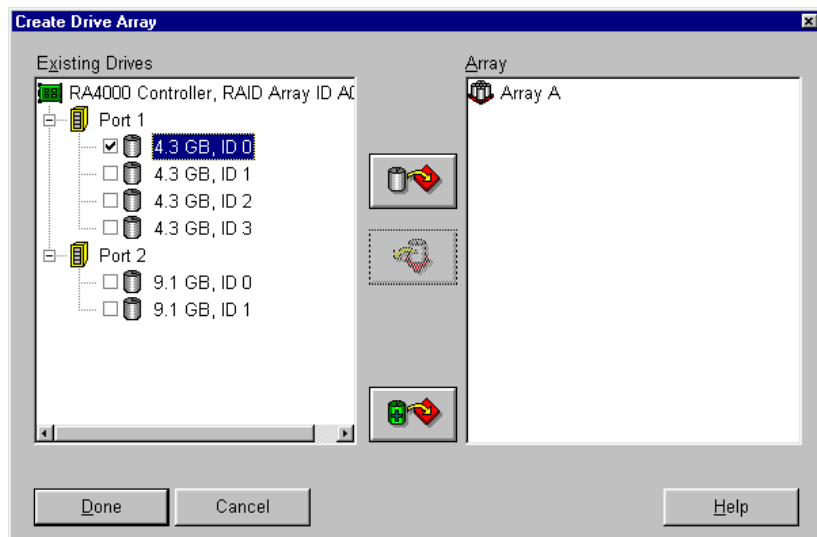 Create Drive Array
Existing Drives
RA4000 Controller, RAID Array ID A
Port 1
4.3 GB, ID 0
4.3 GB, ID 1
4.3 GB, ID 2
4.3 GB, ID 3
Port 2
9.1 GB, ID 0
9.1 GB, ID 1
Array
Array A
Done
Cancel
Help